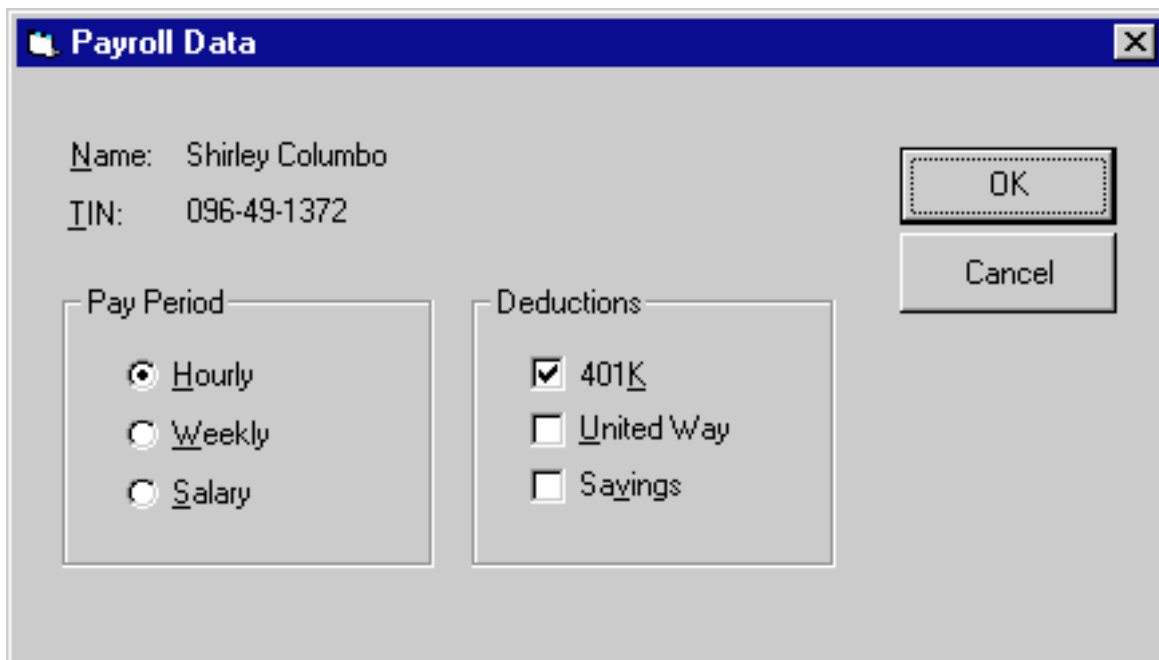 Payroll Data
Name: Shirley Columbo
TIN: 096-49-1372
OK
Cancel
Pay Period
Hourly
Weekly
Salary
Deductions
401K
United Way
Savings